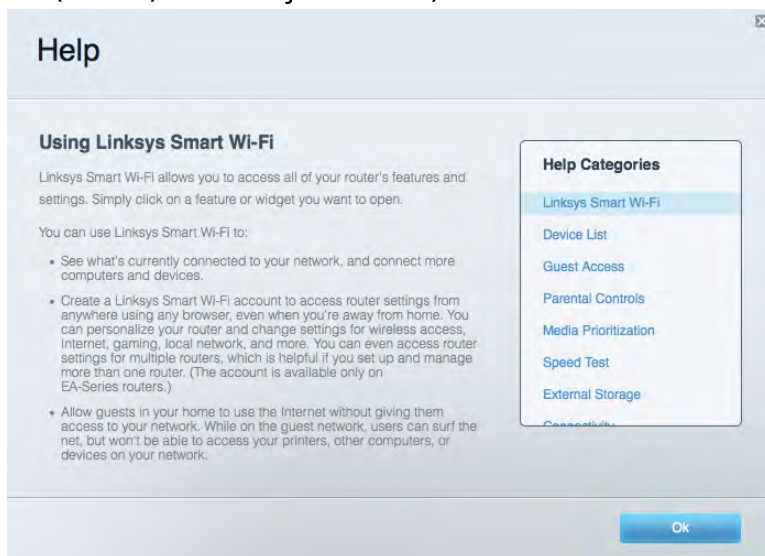 Help
Using Linksys Smart Wi-Fi
Linksys Smart Wi-Fi allows you to access all of your router's features and
settings. Simply click on a feature or widget you want to open.
You can use Linksys Smart Wi-Fi to:
• See what's currently connected to your network, and connect more
computers and devices.
• Create a Linksys Smart Wi-Fi account to access router settings from
anywhere using any browser, even when you're away from home. You
can personalize your router and change settings for wireless access,
Internet, gaming, local network, and more. You can even access router
settings for multiple routers, which is helpful if you set up and manage
more than one router. (The account is available only on
EA-Series routers.)
• Allow guests in your home to use the Internet without giving them
access to your network. While on the guest network, users can surf the
net, but won't be able to access your printers, other computers, or
devices on your network.
Help Categories
Linksys Smart Wi-Fi
Device List
Guest Access
Parental Controls
Media Prioritization
Speed Test
External Storage
Connectivity
Ok